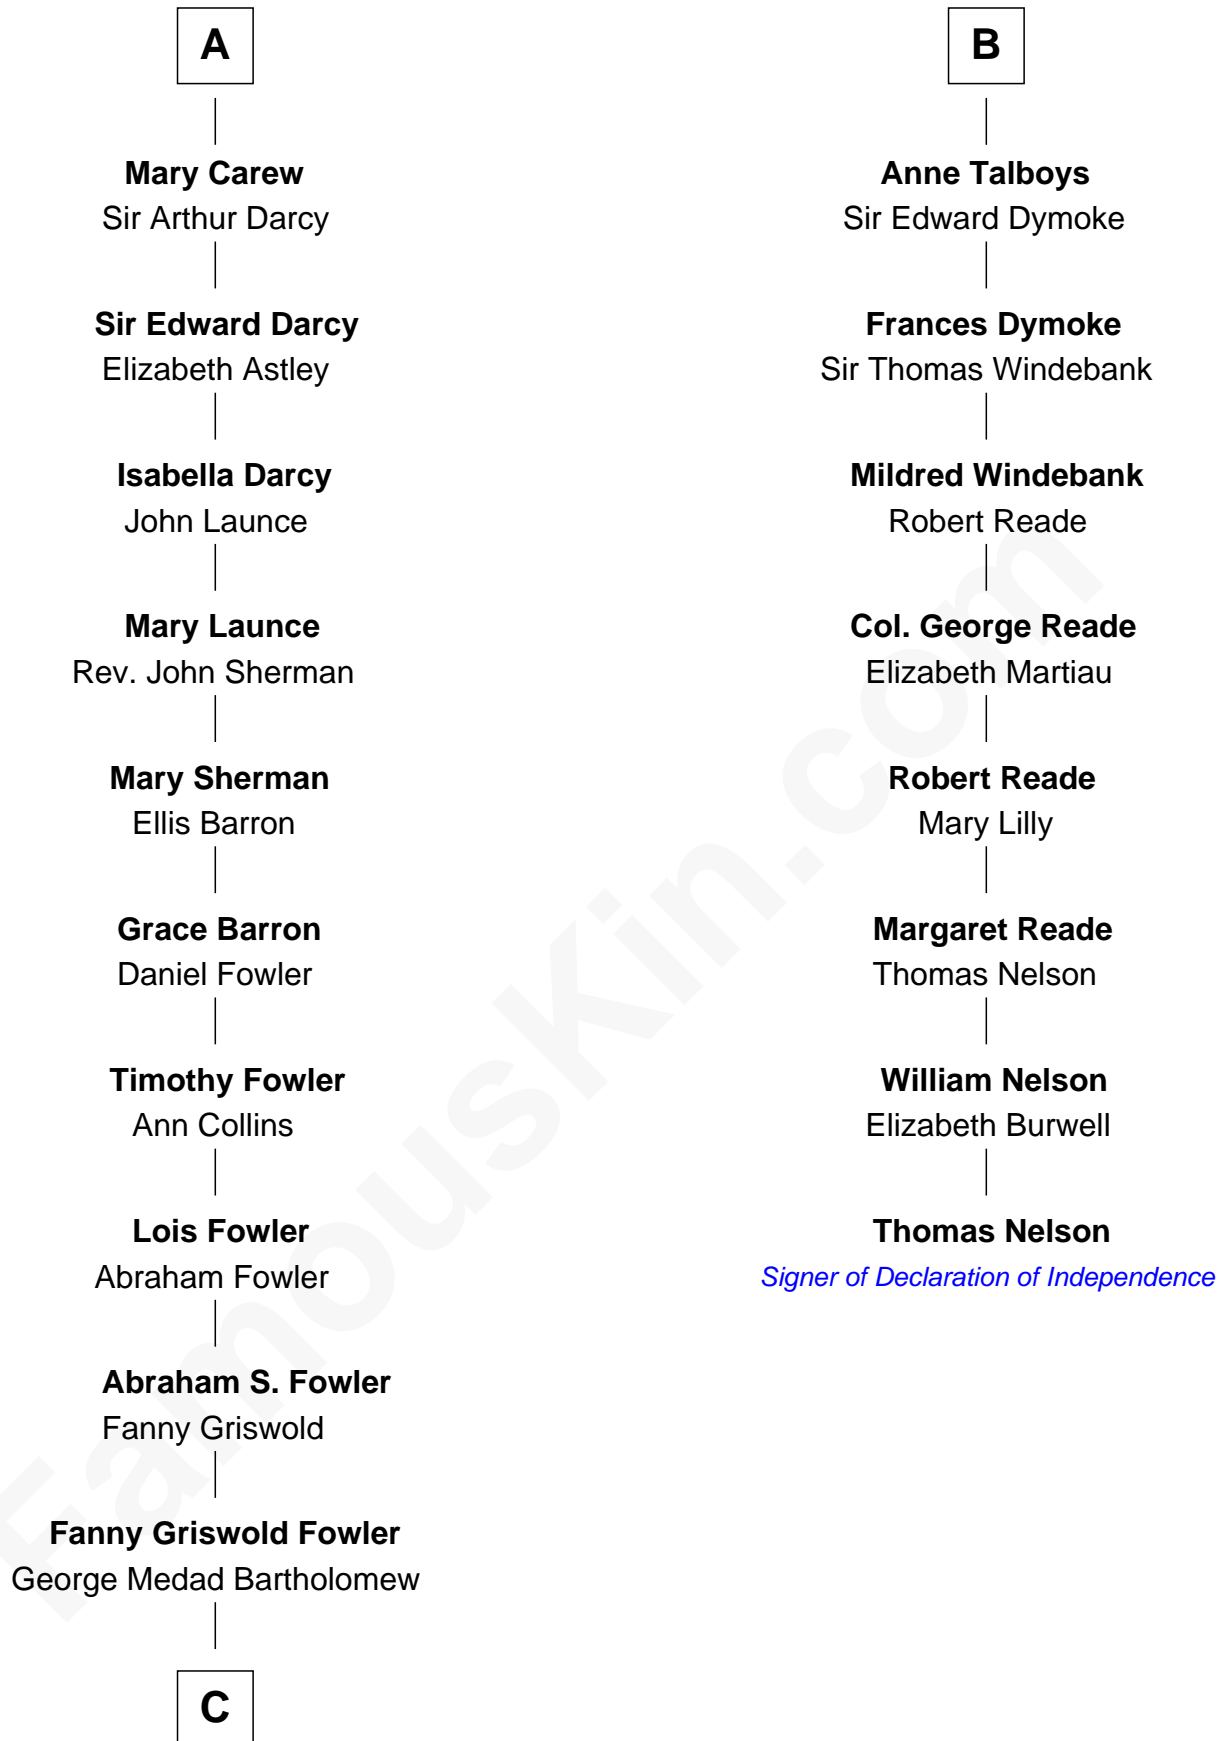 A
Mary Carew
Sir Arthur Darcy
Sir Edward Darcy
Elizabeth Astley
Isabella Darcy
John Launce
Mary Launce
Rev. John Sherman
Mary Sherman
Ellis Barron
Grace Barron
Daniel Fowler
Timothy Fowler
Ann Collins
Lois Fowler
Abraham Fowler
Abraham S. Fowler
Fanny Griswold
Fanny Griswold Fowler
George Medad Bartholomew
C
B
Anne Talboys
Sir Edward Dymoke
Frances Dymoke
Sir Thomas Windebank
Mildred Windebank
Robert Reade
Col. George Reade
Elizabeth Martiau
Robert Reade
Mary Lilly
Margaret Reade
Thomas Nelson
William Nelson
Elizabeth Burwell
Thomas Nelson
Signer of Declaration of Independence
FamousKin.com